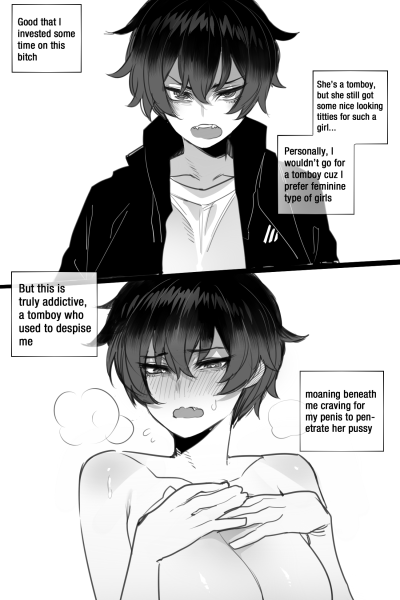 Good that I
invested some
time on this
bitch
She's a tomboy,
but she still got
some nice looking
titties for such a
girl...
Personally, I
wouldn't go for
a tomboy cuz I
prefer feminine
type of girls
But this is
truly addictive,
a tomboy who
used to despise
me
moaning beneath
me craving for
my penis to pen-
etrate her pussy